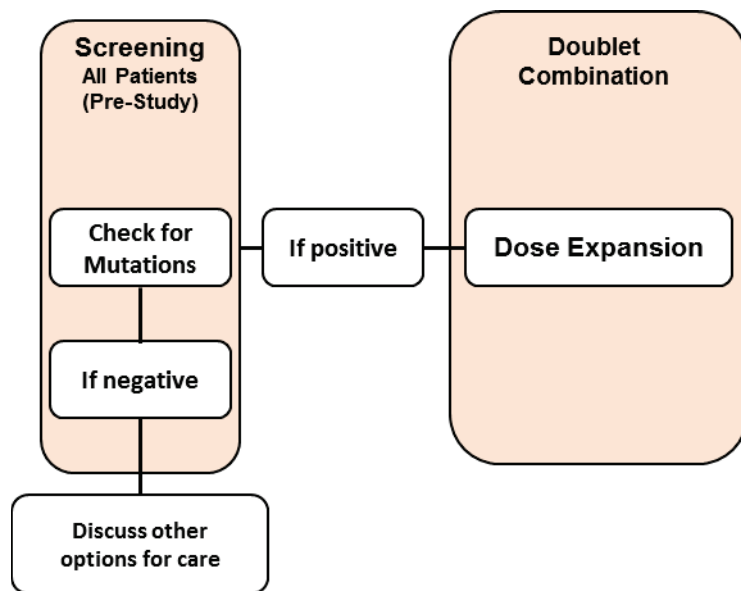 Screening
All Patients
(Pre-Study)
Check for
Mutations
If negative
Discuss other
options for care
If positive
Doublet
Combination
Dose Expansion